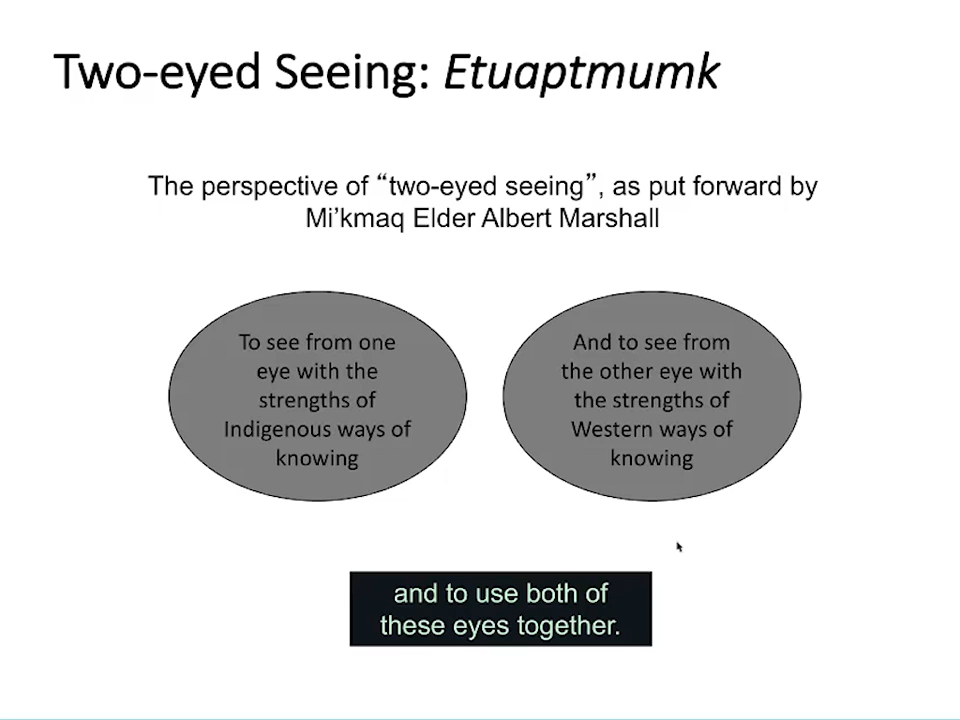 Two-eyed Seeing: Etuaptmumk
The perspective of “two-eyed seeing”, as put forward by
Mi’kmaq Elder Albert Marshall
To see from one
eye with the
strengths of
Indigenous ways of
knowing
And to see from
the other eye with
the strengths of
Western ways of
knowing
and to use both of
these eyes together.